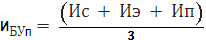 иБУп = (Ис + Иэ + Ип)
3